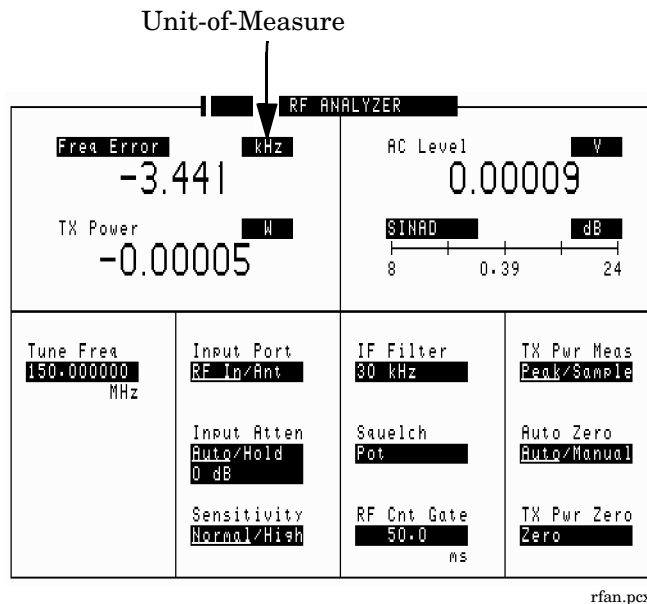 Unit-of-Measure
RF ANALYZER
Freq Error kHz
-3.441
TX Power W
-0.00005
AC Level V
0.00009
SINAD dB
8 0.39 24
Tune Freq
150.000000
MHz
Input Port
RF In/Ant
Input Atten
Auto/Hold
0 dB
Sensitivity
Normal/High
IF Filter
30 kHz
Squelch
Pot
RF Cnt Gate
50.0
ms
TX Pwr Meas
Peak/Sample
Auto Zero
Auto/Manual
TX Pwr Zero
Zero
rfan.pcx